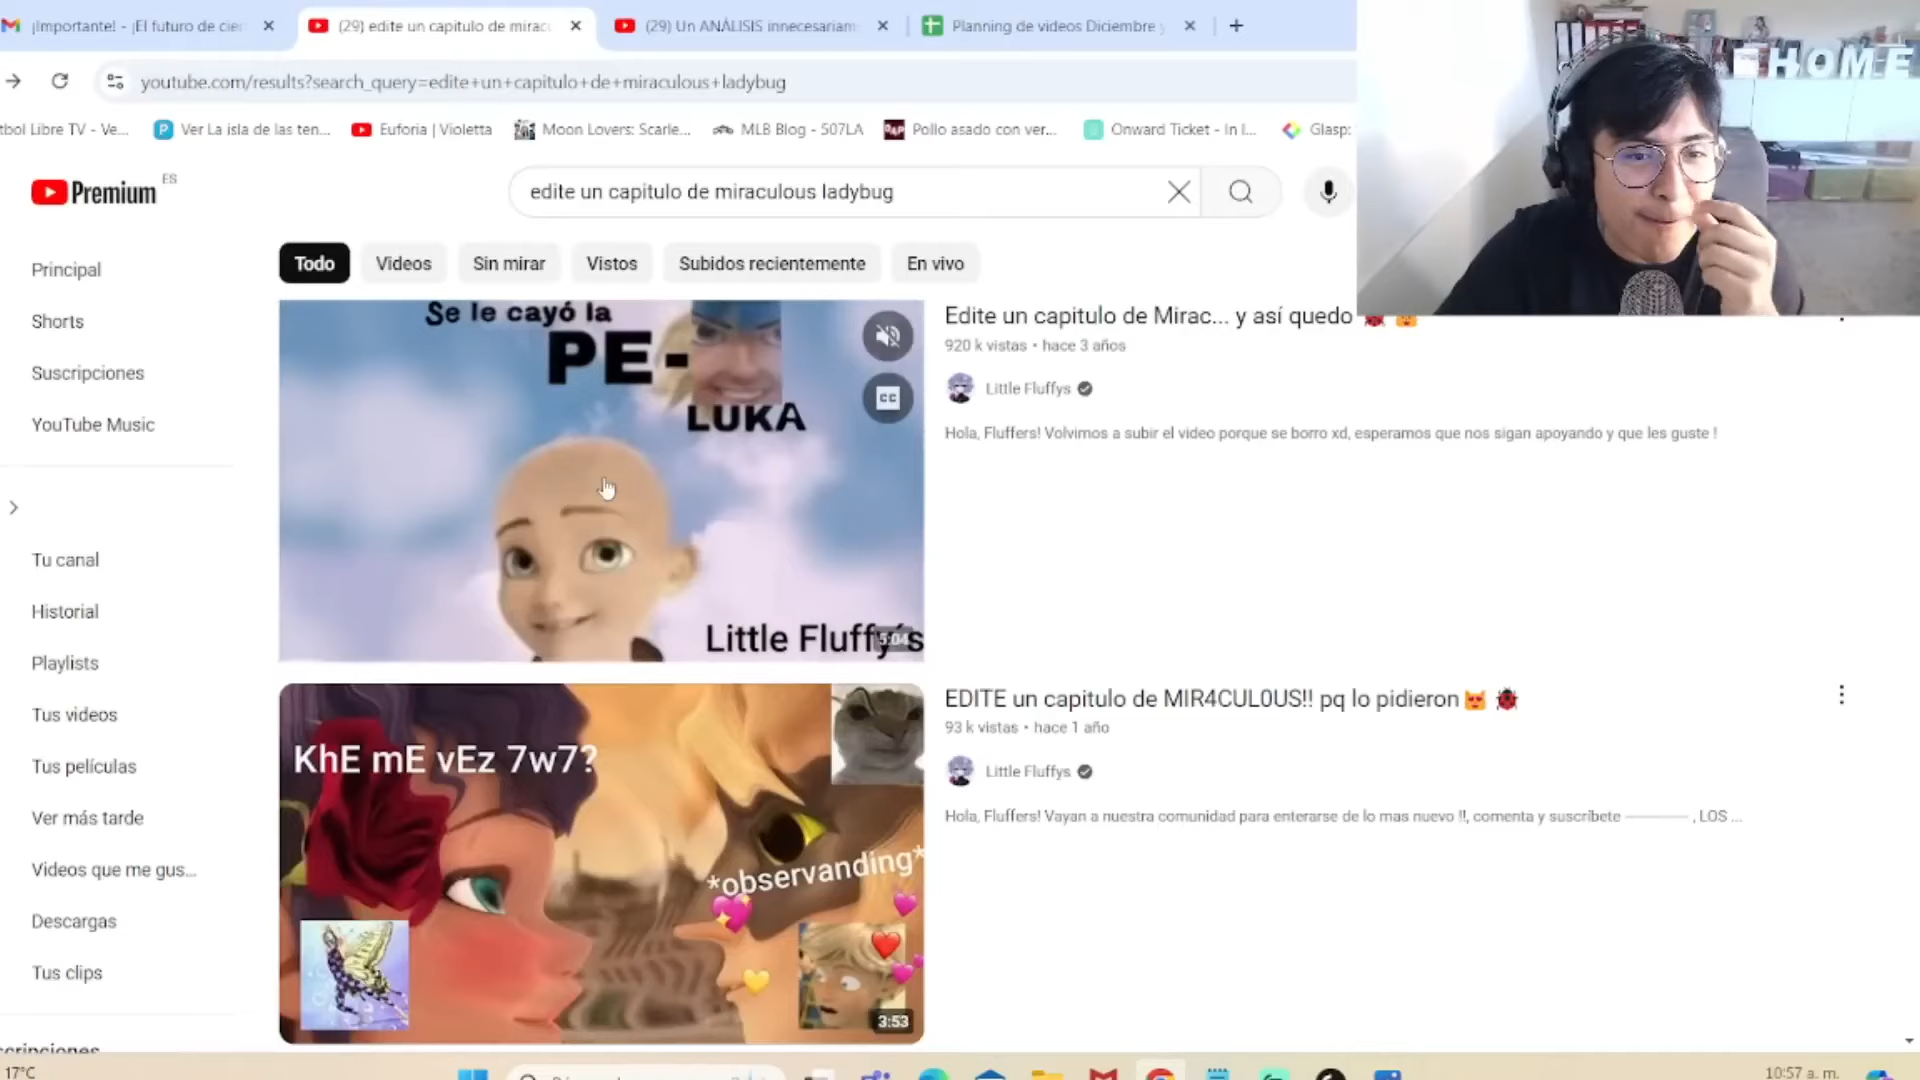 ¡Importante! - ¡El futuro de cier
(29) edite un capitulo de miracu
(29) Un ANÁLISIS innecesariam
Planning de videos Diciembre y
youtube.com/results?search_query=edite+un+capitulo+de+miraculous+ladybug
tbol Libre TV - Ve...
Ver La isla de las ten...
Euforia | Violetta
Moon Lovers: Scarle...
MLB Blog - 507LA
Pollo asado con ver...
Onward Ticket - In l...
Glasp:
HOME
Premium ES
edite un capitulo de miraculous ladybug
Todo
Videos
Sin mirar
Vistos
Subidos recientemente
En vivo
Principal
Shorts
Suscripciones
YouTube Music
Tu canal
Historial
Playlists
Tus videos
Tus películas
Ver más tarde
Videos que me gus...
Descargas
Tus clips
Se le cayó la
PE-
LUKA
CC
Little Fluffy´s
5:04
Edite un capitulo de Mirac... y así quedo 🐞 😸
920 k vistas • hace 3 años
Little Fluffys
Hola, Fluffers! Volvimos a subir el video porque se borro xd, esperamos que nos sigan apoyando y que les guste !
KhE mE vEz 7w7?
*observanding*
3:53
EDITE un capitulo de MIR4CUL0US!! pq lo pidieron 😻 🐞
93 k vistas • hace 1 año
Little Fluffys
Hola, Fluffers! Vayan a nuestra comunidad para enterarse de lo mas nuevo !!, comenta y suscribete ———— , LOS ...
17°C
10:57 a. m.